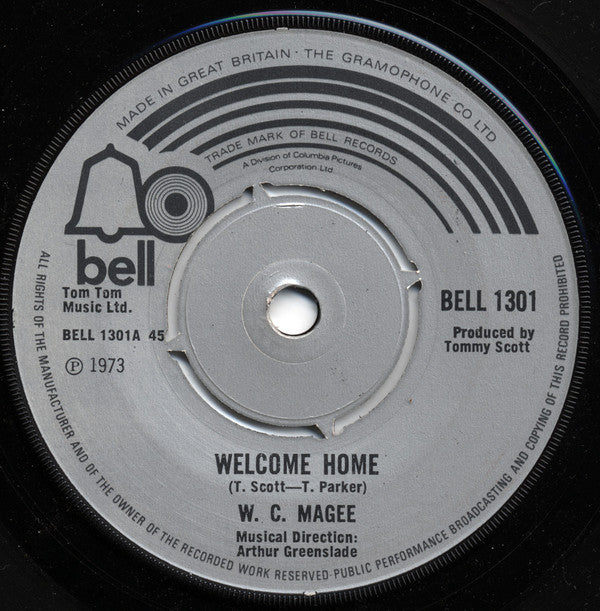 MADE IN GREAT BRITAIN · THE GRAMOPHONE CO LTD
TRADE MARK OF BELL RECORDS
A Division of Columbia Pictures
Corporation. Ltd.
bell
Tom Tom
Music Ltd.
BELL 1301A 45
℗ 1973
BELL 1301
Produced by
Tommy Scott
WELCOME HOME
(T. Scott—T. Parker)
W. C. MAGEE
Musical Direction:
Arthur Greenslade
ALL RIGHTS OF THE MANUFACTURER AND OF THE OWNER OF THE RECORDED WORK RESERVED·PUBLIC PERFORMANCE BROADCASTING AND COPYING OF THIS RECORD PROHIBITED